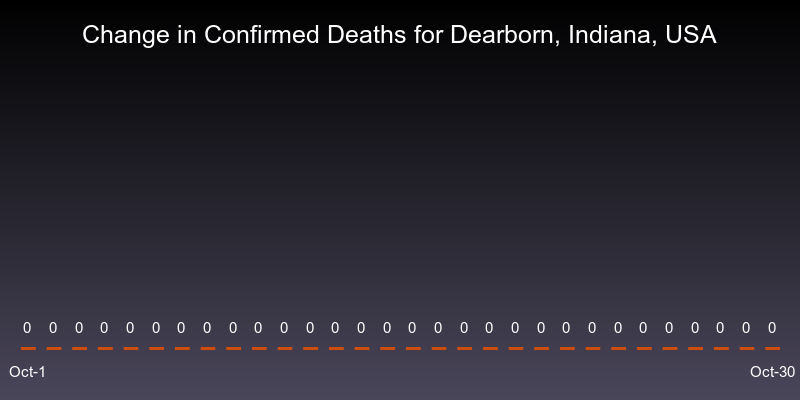 Change in Confirmed Deaths for Dearborn, Indiana, USA
0 0 0 0 0 0 0 0 0 0 0 0 0 0 0 0 0 0 0 0 0 0 0 0 0 0 0 0 0 0
Oct-1 Oct-30